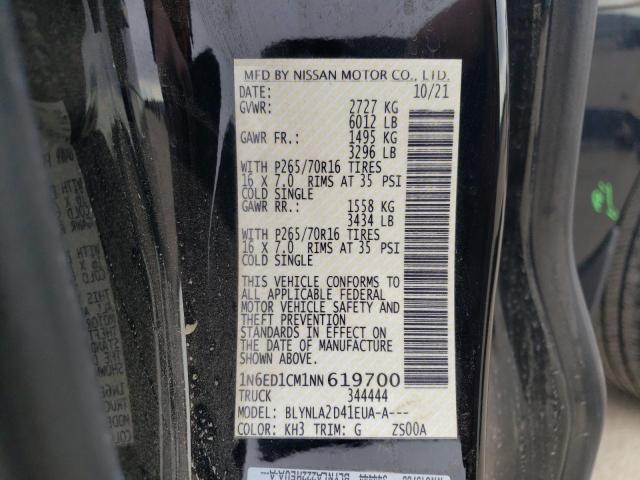 MFD BY NISSAN MOTOR CO., LTD.
DATE: 10/21
GVWR: 2727 KG
6012 LB
GAWR FR.: 1495 KG
3296 LB
WITH P265/70R16 TIRES
16 X 7.0 RIMS AT 35 PSI
COLD SINGLE
GAWR RR.: 1558 KG
3434 LB
WITH P265/70R16 TIRES
16 X 7.0 RIMS AT 35 PSI
COLD SINGLE
THIS VEHICLE CONFORMS TO
ALL APPLICABLE FEDERAL
MOTOR VEHICLE SAFETY AND
THEFT PREVENTION
STANDARDS IN EFFECT ON
THE DATE OF MANUFACTURE
SHOWN ABOVE.
1N6ED1CM1NN619700
TRUCK 344444
MODEL: BLYNLA2D41EUA-A---
COLOR: KH3 TRIM: G ZS00A